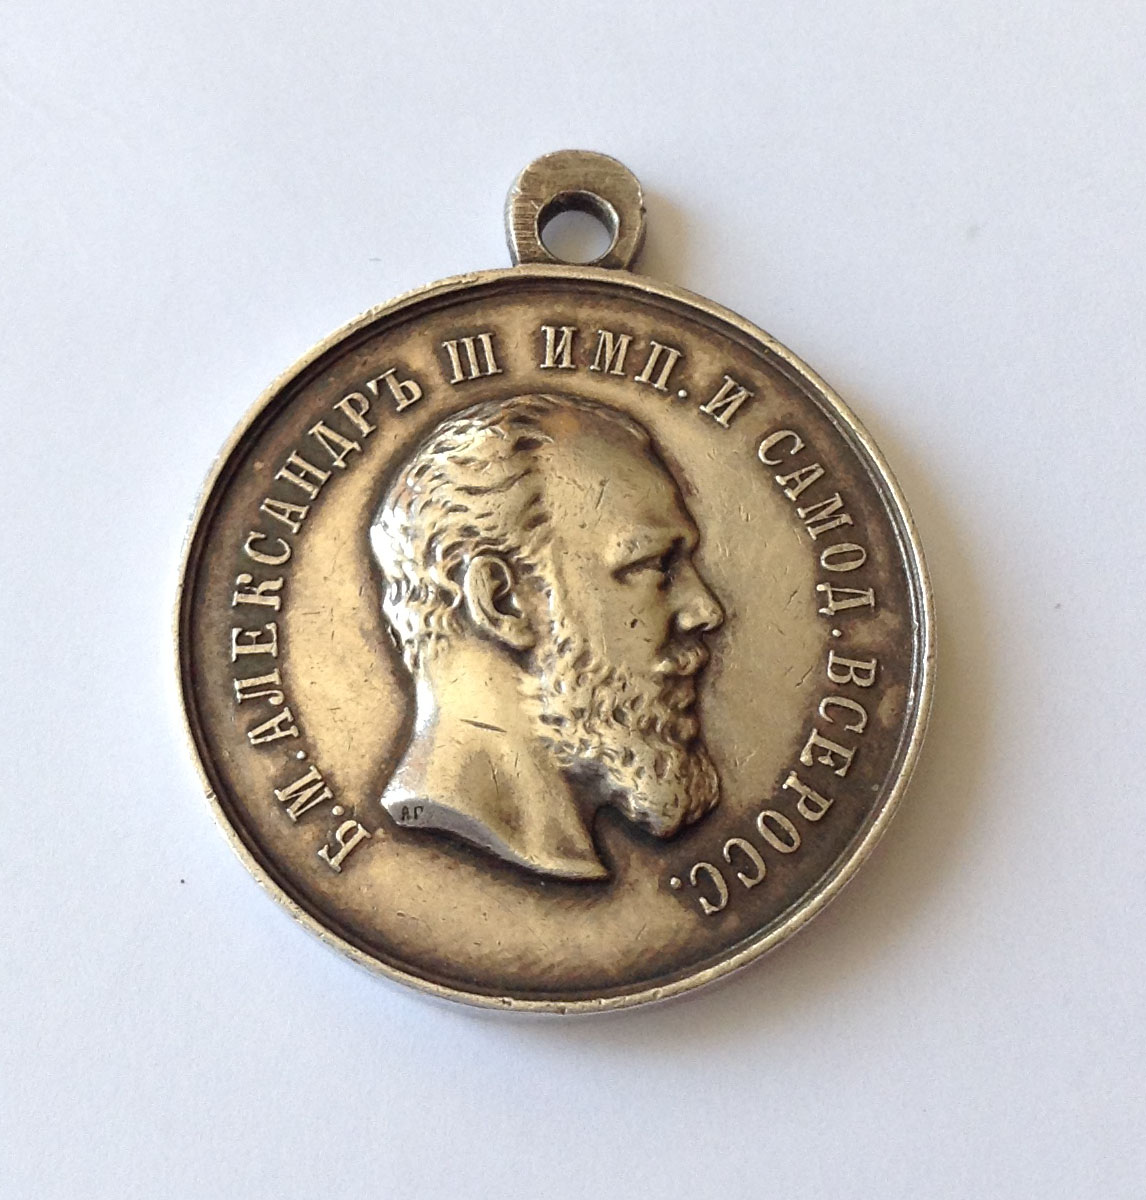 Б. М. АЛЕКСАНДРЪ III ИМП. И САМОД. ВСЕРОСС.
АГ